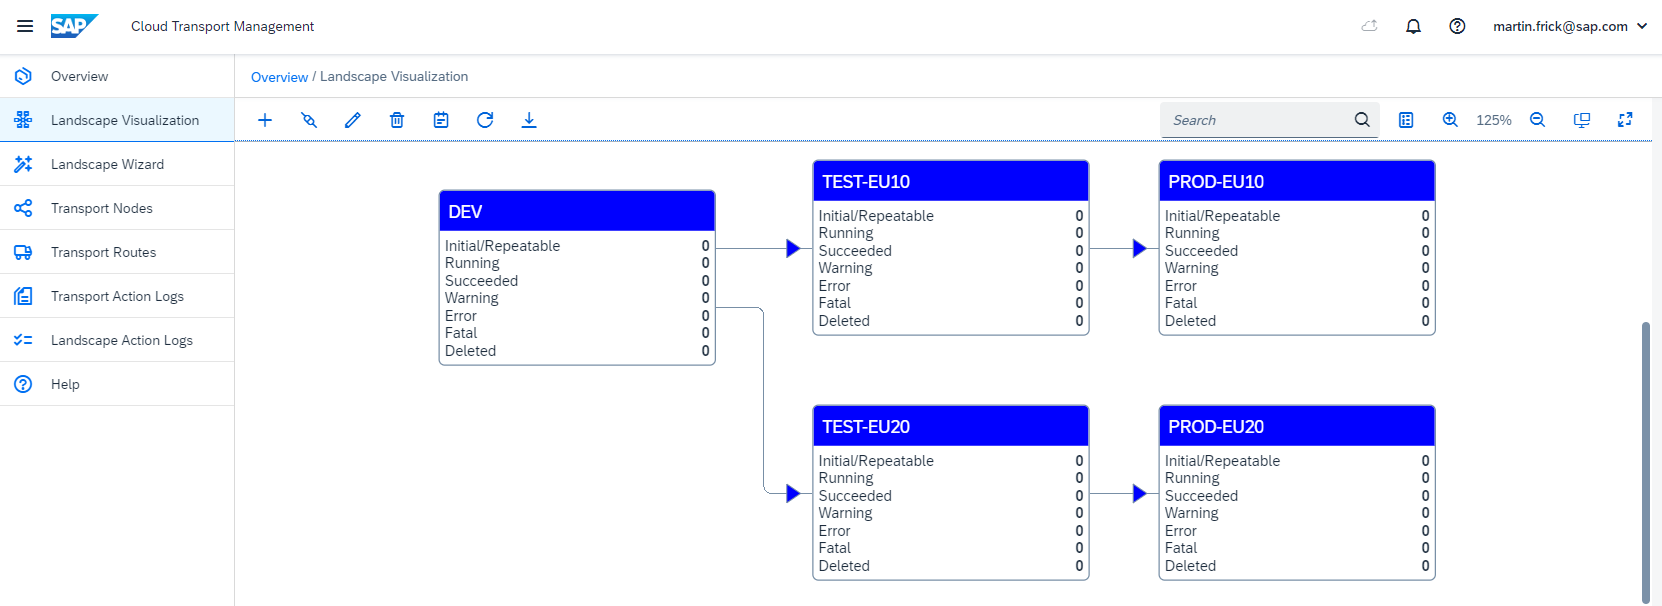 SAP Cloud Transport Management martin.frick@sap.com
Overview
Landscape Visualization
Landscape Wizard
Transport Nodes
Transport Routes
Transport Action Logs
Landscape Action Logs
Help
Overview / Landscape Visualization
Search 125%
DEV
Initial/Repeatable 0
Running 0
Succeeded 0
Warning 0
Error 0
Fatal 0
Deleted 0
TEST-EU10
Initial/Repeatable 0
Running 0
Succeeded 0
Warning 0
Error 0
Fatal 0
Deleted 0
PROD-EU10
Initial/Repeatable 0
Running 0
Succeeded 0
Warning 0
Error 0
Fatal 0
Deleted 0
TEST-EU20
Initial/Repeatable 0
Running 0
Succeeded 0
Warning 0
Error 0
Fatal 0
Deleted 0
PROD-EU20
Initial/Repeatable 0
Running 0
Succeeded 0
Warning 0
Error 0
Fatal 0
Deleted 0